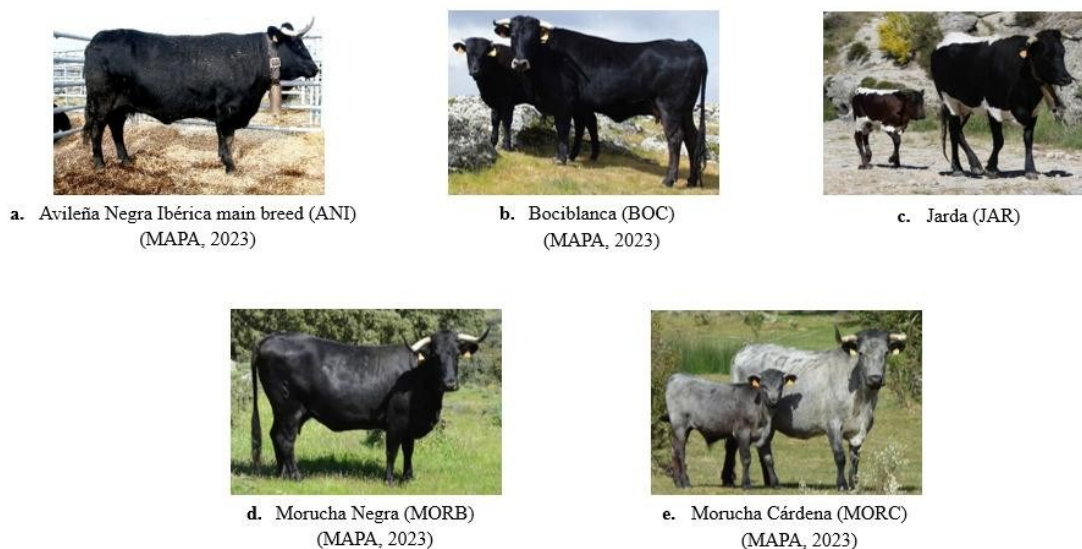 a. Avileña Negra Ibérica main breed (ANI)
(MAPA, 2023)
b. Bociblanca (BOC)
(MAPA, 2023)
c. Jarda (JAR)
d. Morucha Negra (MORB)
(MAPA, 2023)
e. Morucha Cárdena (MORC)
(MAPA, 2023)